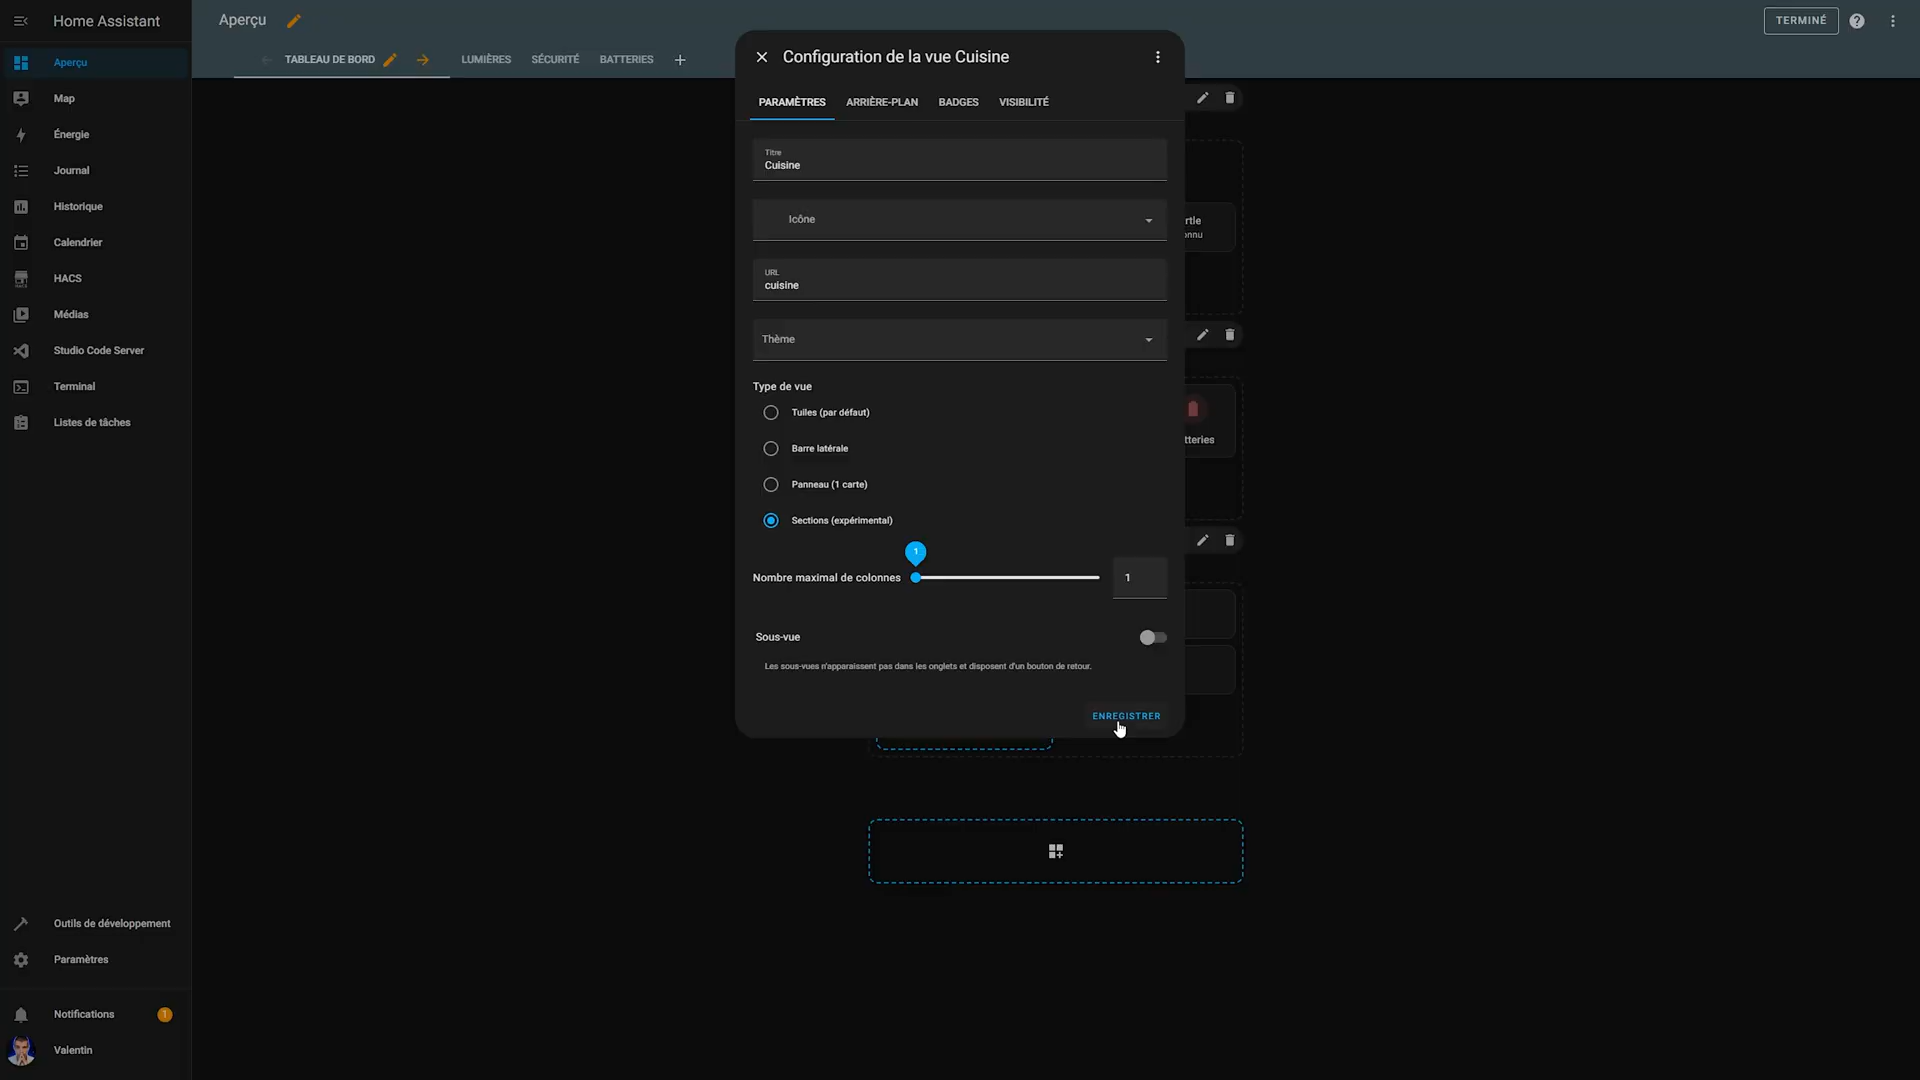 Home Assistant
Aperçu
TERMINÉ
TABLEAU DE BORD
LUMIÈRES
SÉCURITÉ
BATTERIES
Aperçu
Map
Énergie
Journal
Historique
Calendrier
HACS
HACS
Médias
Studio Code Server
Terminal
Listes de tâches
Outils de développement
Paramètres
Notifications
1
Valentin
Configuration de la vue Cuisine
PARAMÈTRES
ARRIÈRE-PLAN
BADGES
VISIBILITÉ
Titre
Cuisine
Icône
URL
cuisine
Thème
Type de vue
Tuiles (par défaut)
Barre latérale
Panneau (1 carte)
Sections (expérimental)
1
Nombre maximal de colonnes
1
Sous-vue
Les sous-vues n'apparaissent pas dans les onglets et disposent d'un bouton de retour.
ENREGISTRER
rtle
onnu
tteries